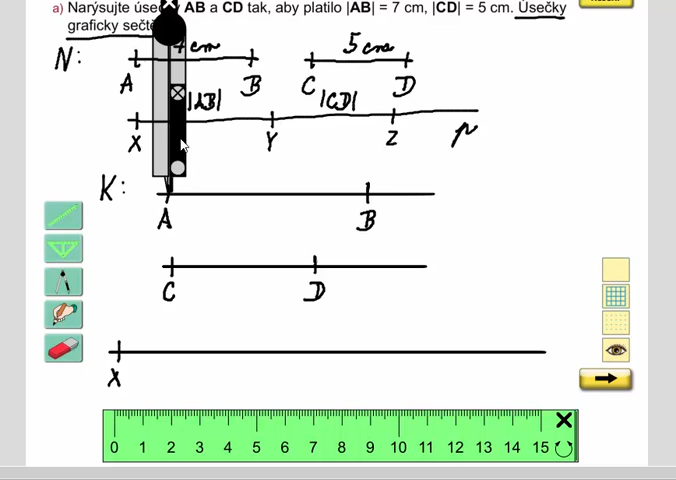 a) Narýsujte úseč AB a CD tak, aby platilo |AB| = 7 cm, |CD| = 5 cm. Úsečky
graficky sečt
N: cm 5 cm
A B C D
|AB| |CD|
X Y Z p
K:
A B
C D
X
0 1 2 3 4 5 6 7 8 9 10 11 12 13 14 15